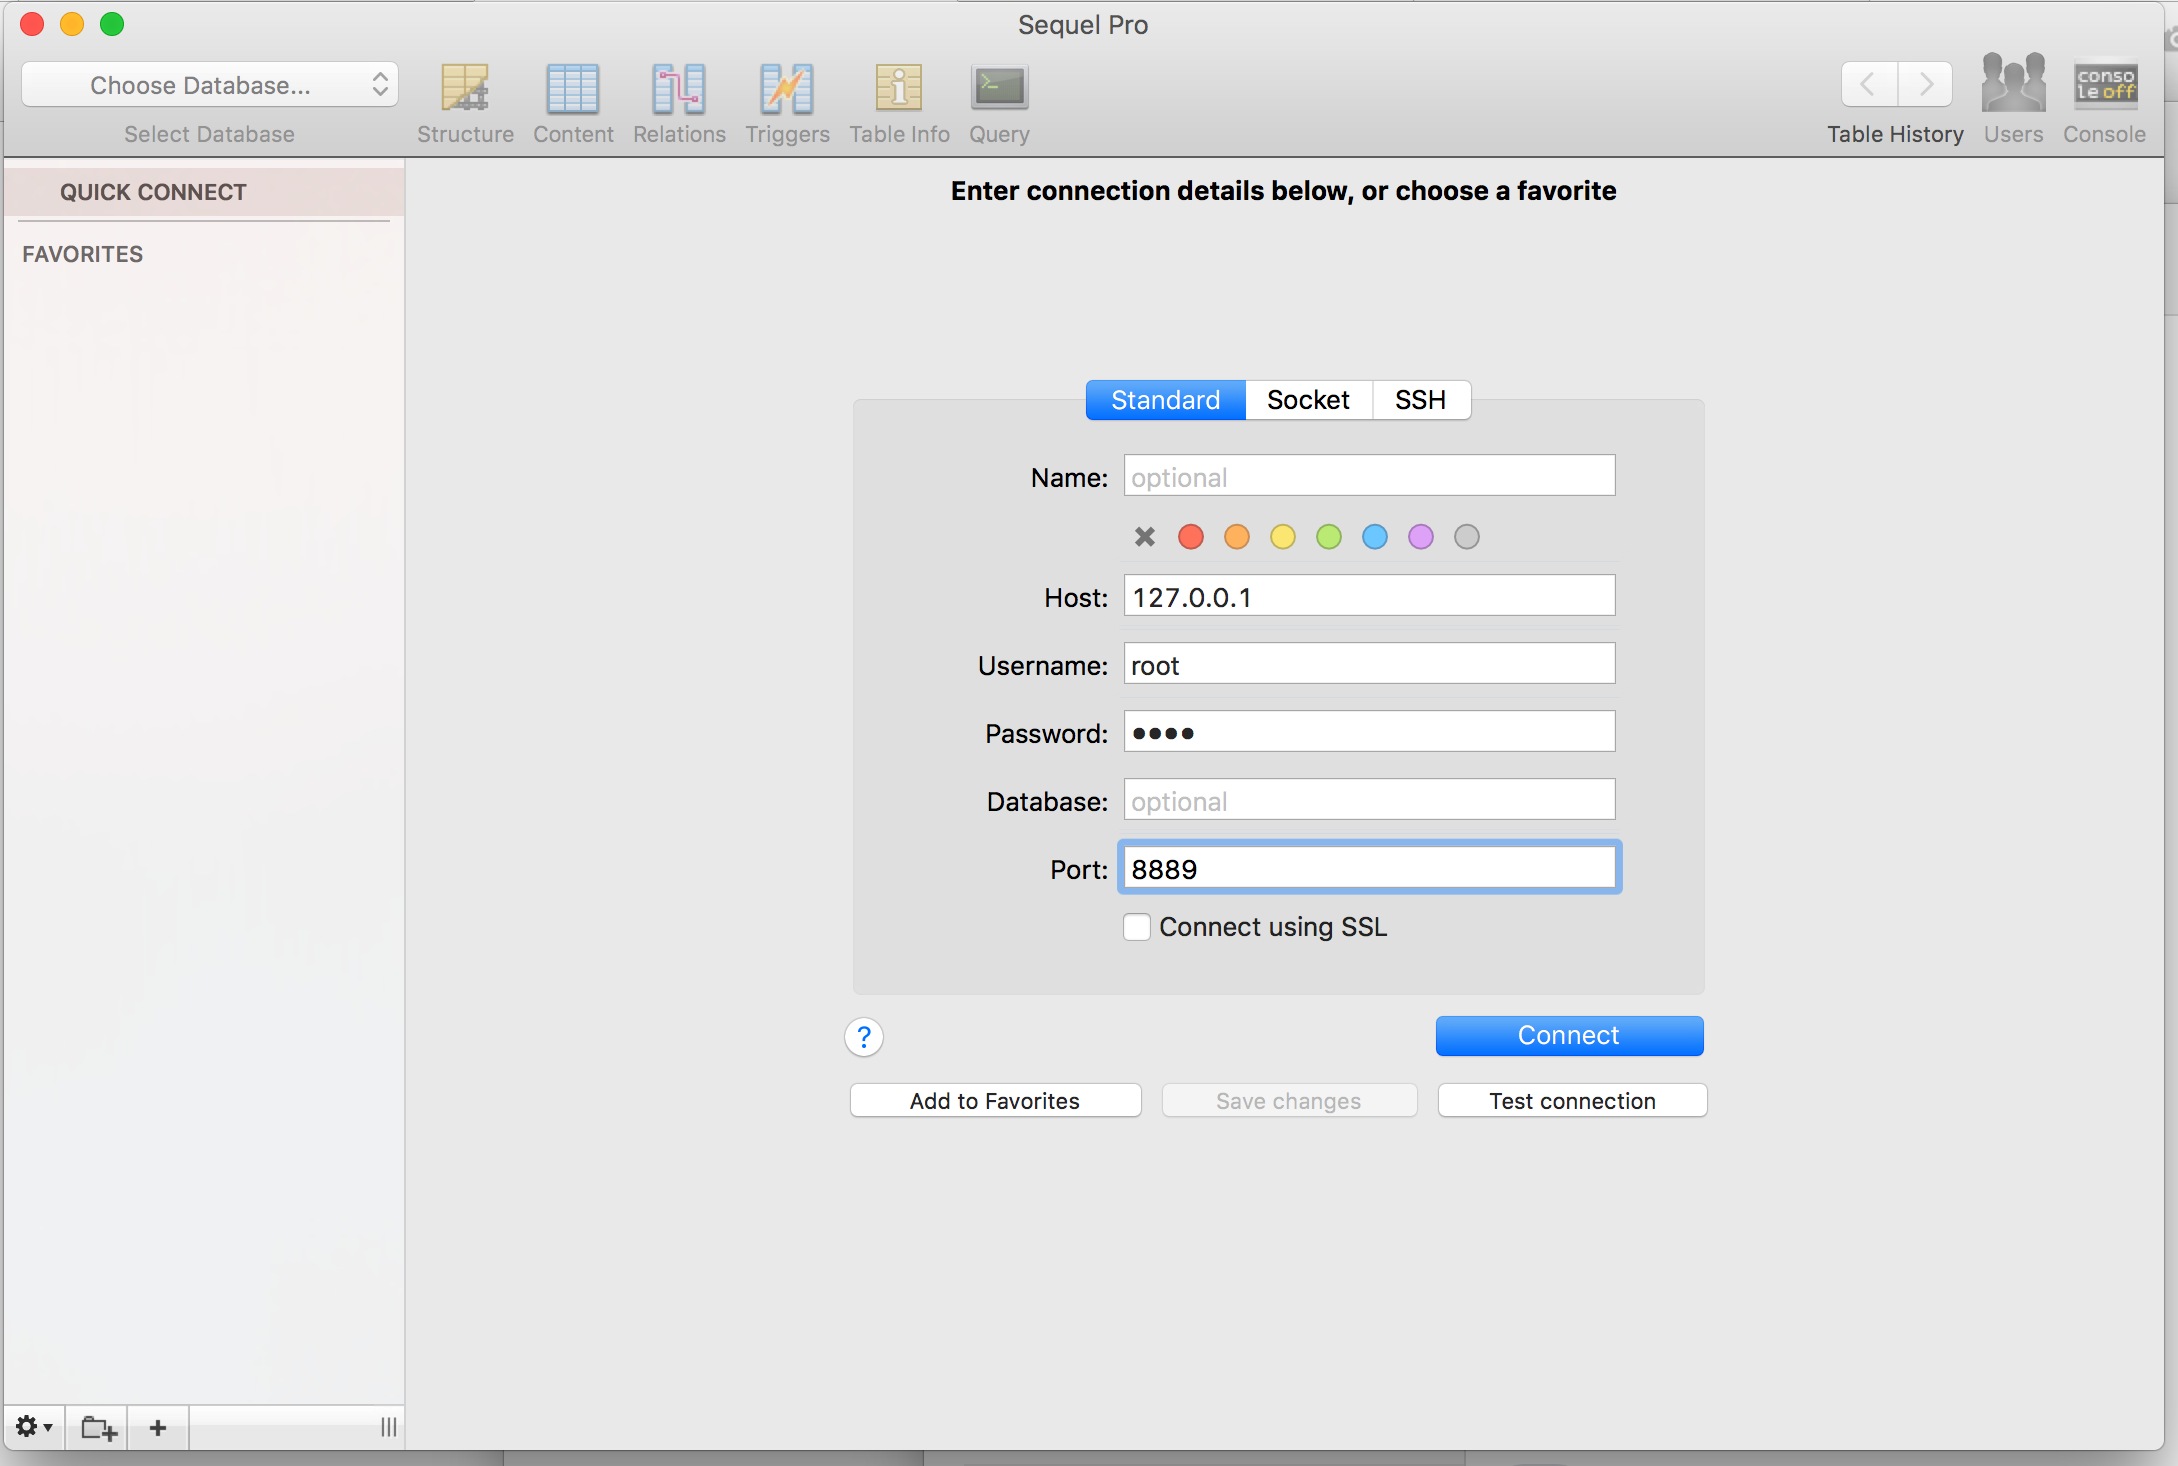 Sequel Pro
Choose Database...
conso
le off
Select Database
Structure
Content
Relations
Triggers
Table Info
Query
Table History
Users
Console
QUICK CONNECT
FAVORITES
Enter connection details below, or choose a favorite
Standard
Socket
SSH
Name: optional
Host: 127.0.0.1
Username: root
Password: ••••
Database: optional
Port: 8889
Connect using SSL
?
Connect
Add to Favorites
Save changes
Test connection